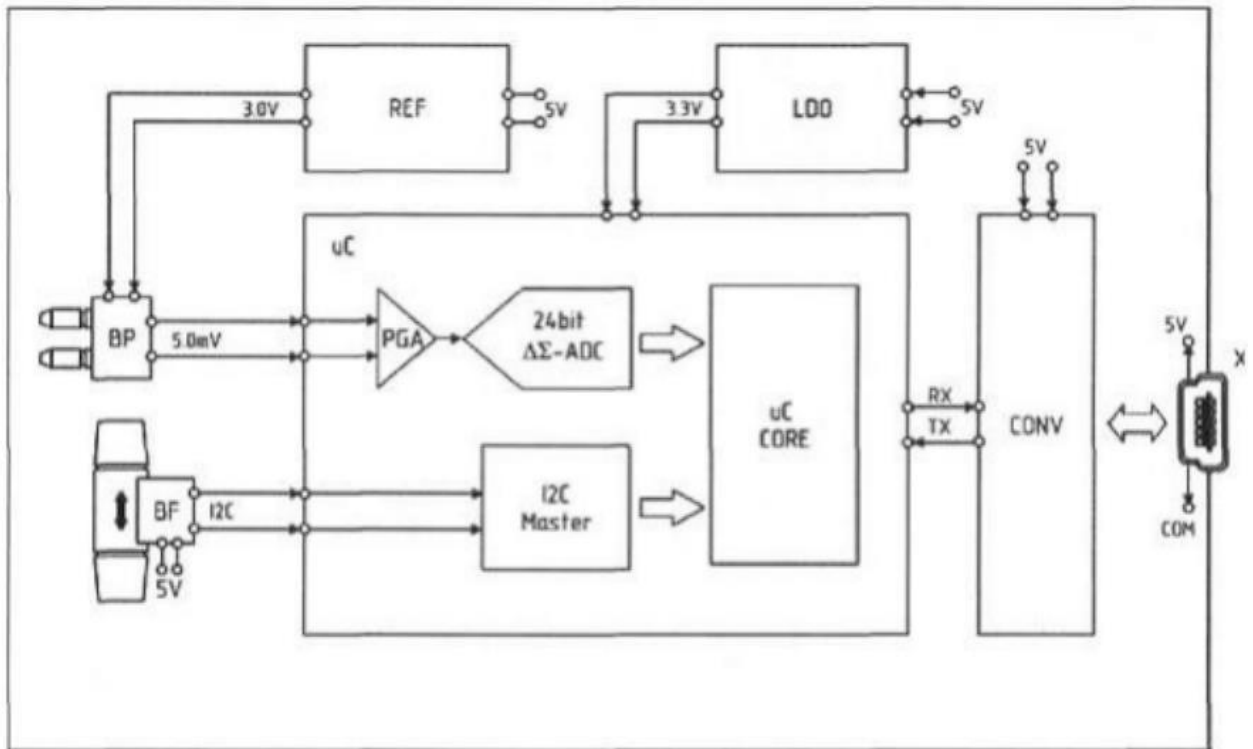 REF
3.0V
5V
LDO
3.3V
5V
5V
uC
BP
5.0mV
PGA
24bit
ΔΣ-ADC
uC
CORE
RX
TX
CONV
5V
X
COM
BF
I2C
5V
I2C
Master